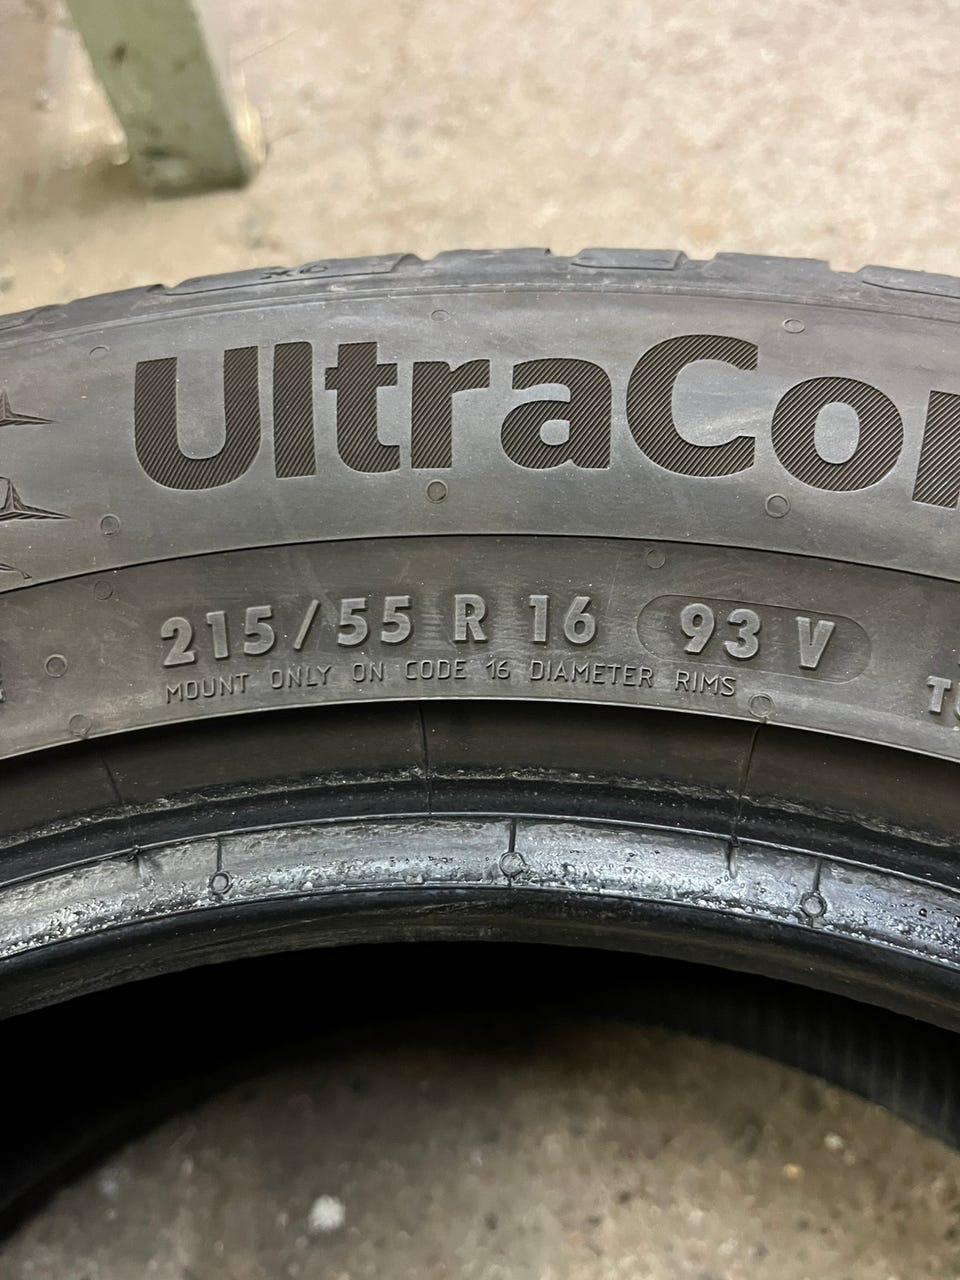 UltraCo
215/55 R 16 93 V
MOUNT ONLY ON CODE 16 DIAMETER RIMS